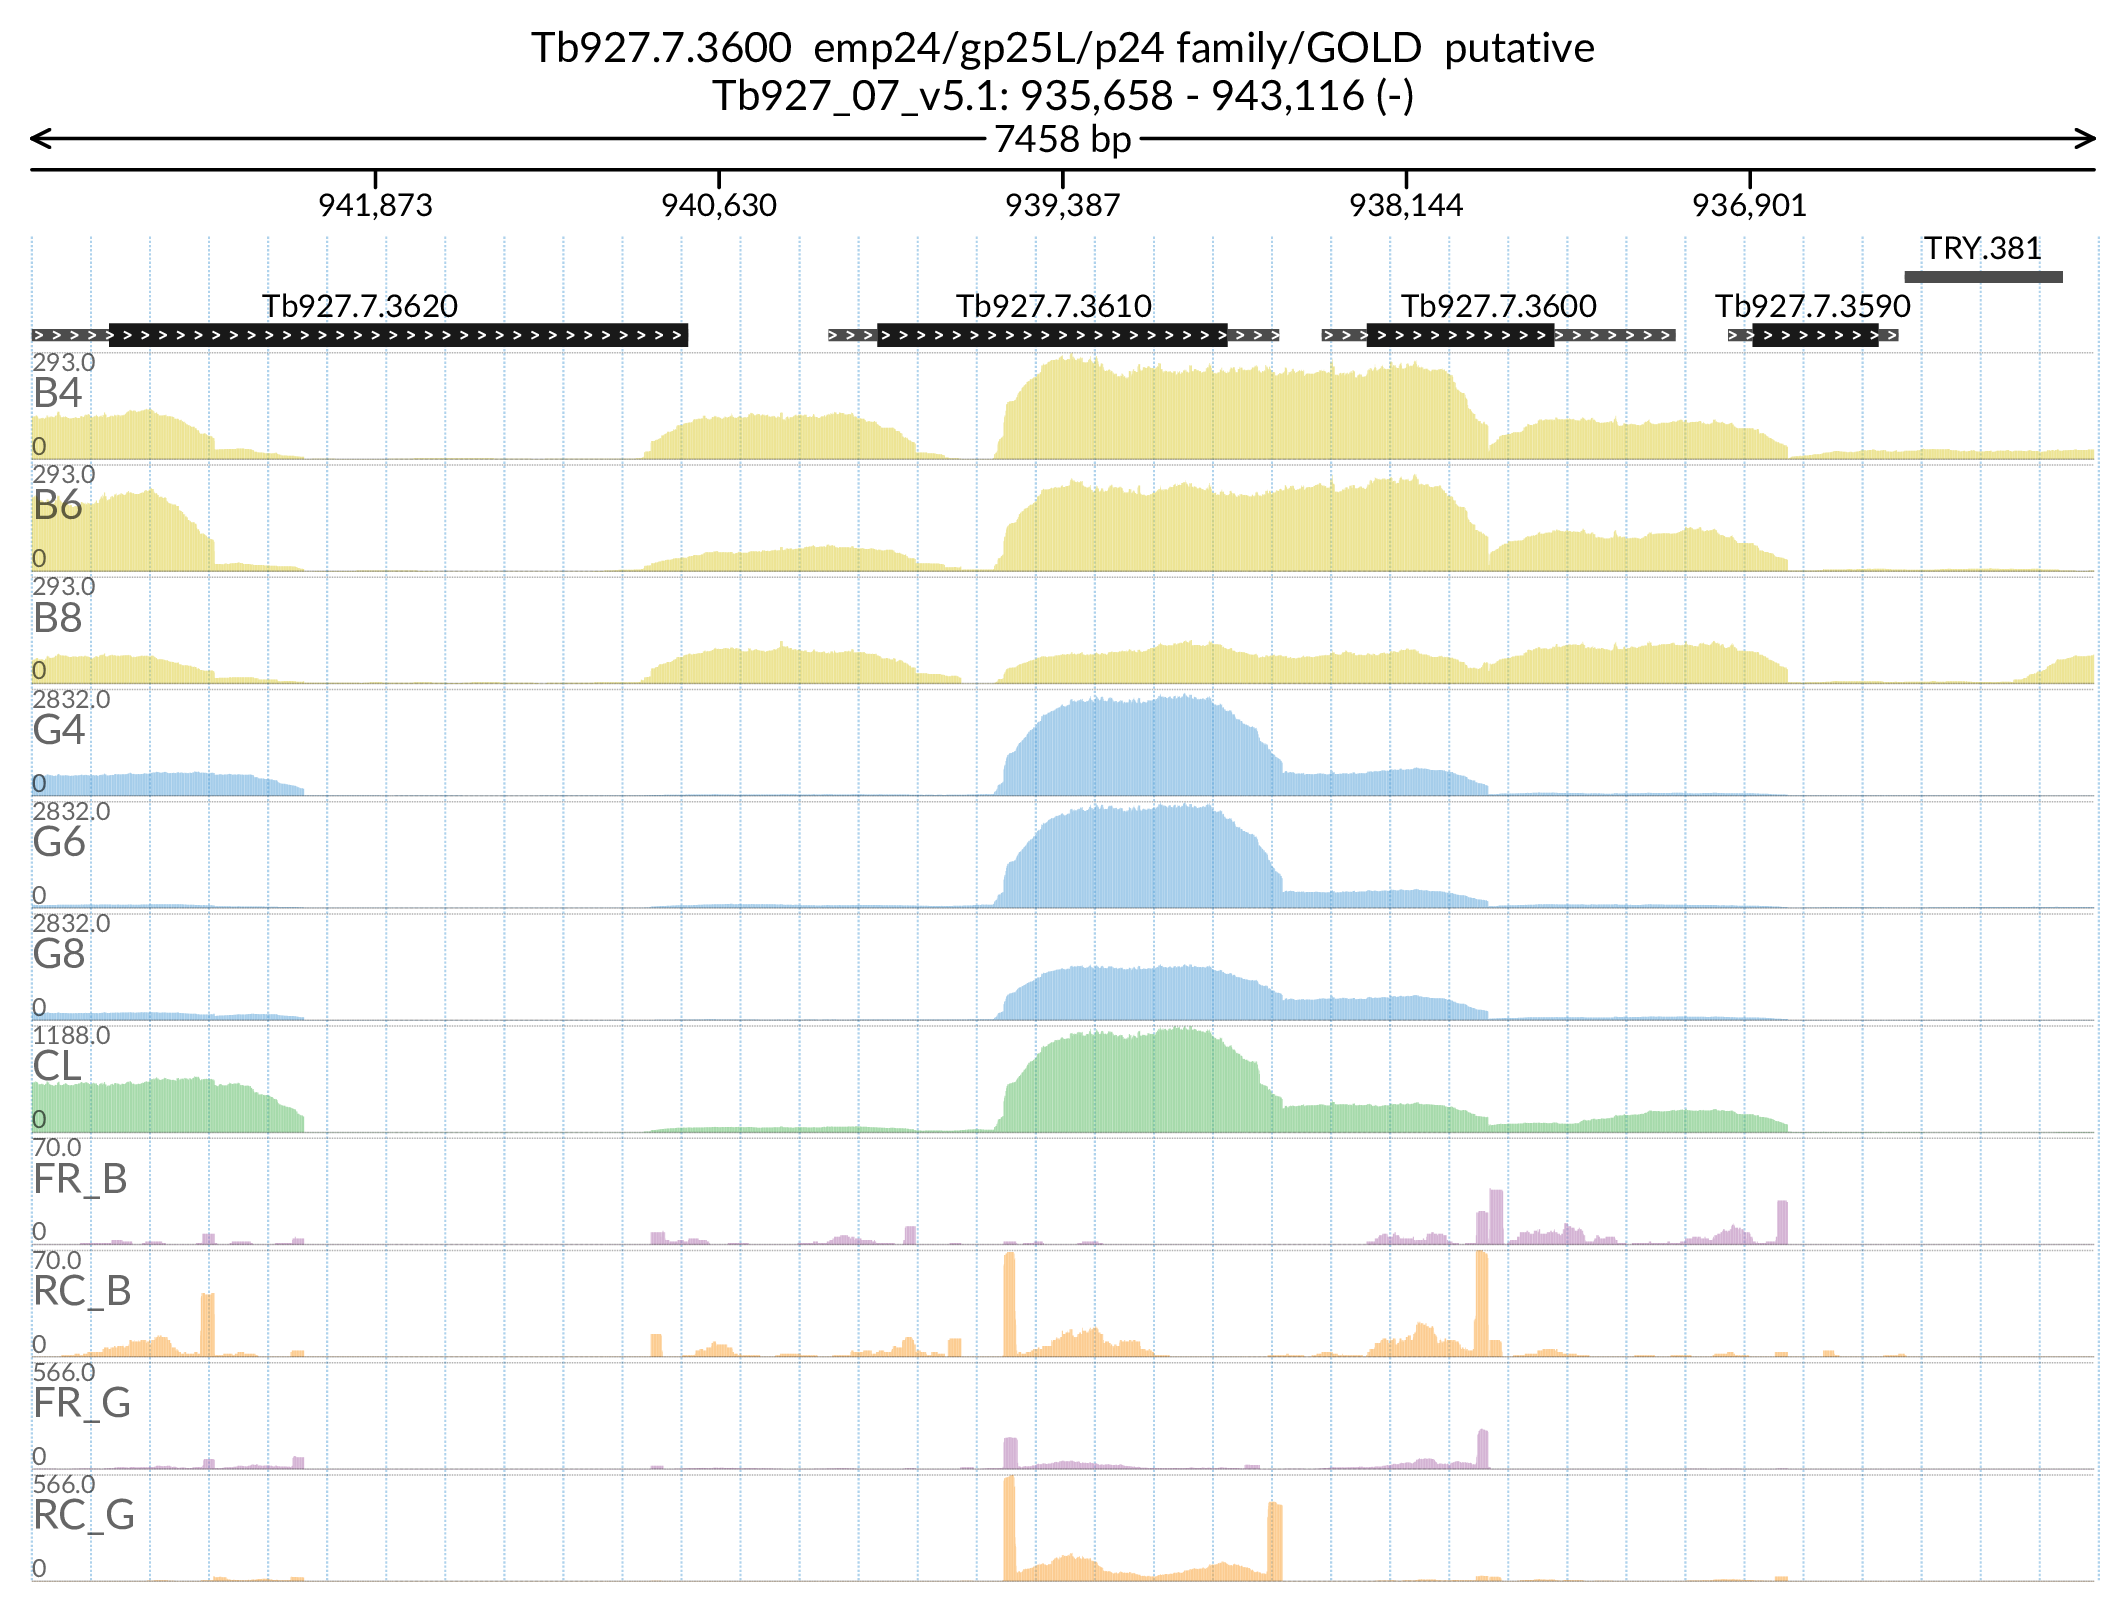 Tb927.7.3600  emp24/gp25L/p24 family/GOLD  putative
Tb927_07_v5.1: 935,658 - 943,116 (-)
7458 bp
941,873 940,630 939,387 938,144 936,901
TRY.381
Tb927.7.3620 Tb927.7.3610 Tb927.7.3600 Tb927.7.3590
293.0
B4
0
293.0
B6
0
293.0
B8
0
2832.0
G4
0
2832.0
G6
0
2832.0
G8
0
1188.0
CL
0
70.0
FR_B
0
70.0
RC_B
0
566.0
FR_G
0
566.0
RC_G
0